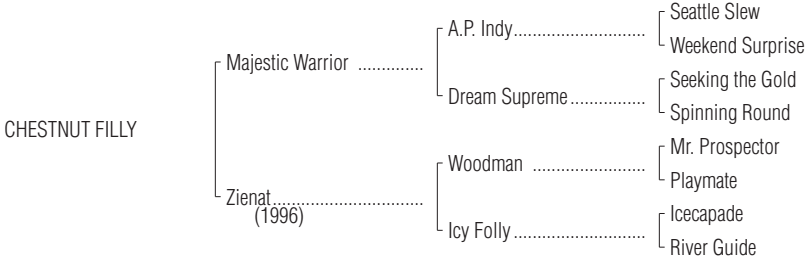 Seattle Slew
A.P. Indy..............................
Weekend Surprise
Majestic Warrior ..............
Seeking the Gold
Dream Supreme................
Spinning Round
CHESTNUT FILLY
Mr. Prospector
Woodman ........................
Playmate
Zienat................................
(1996)
Icecapade
Icy Folly............................
River Guide